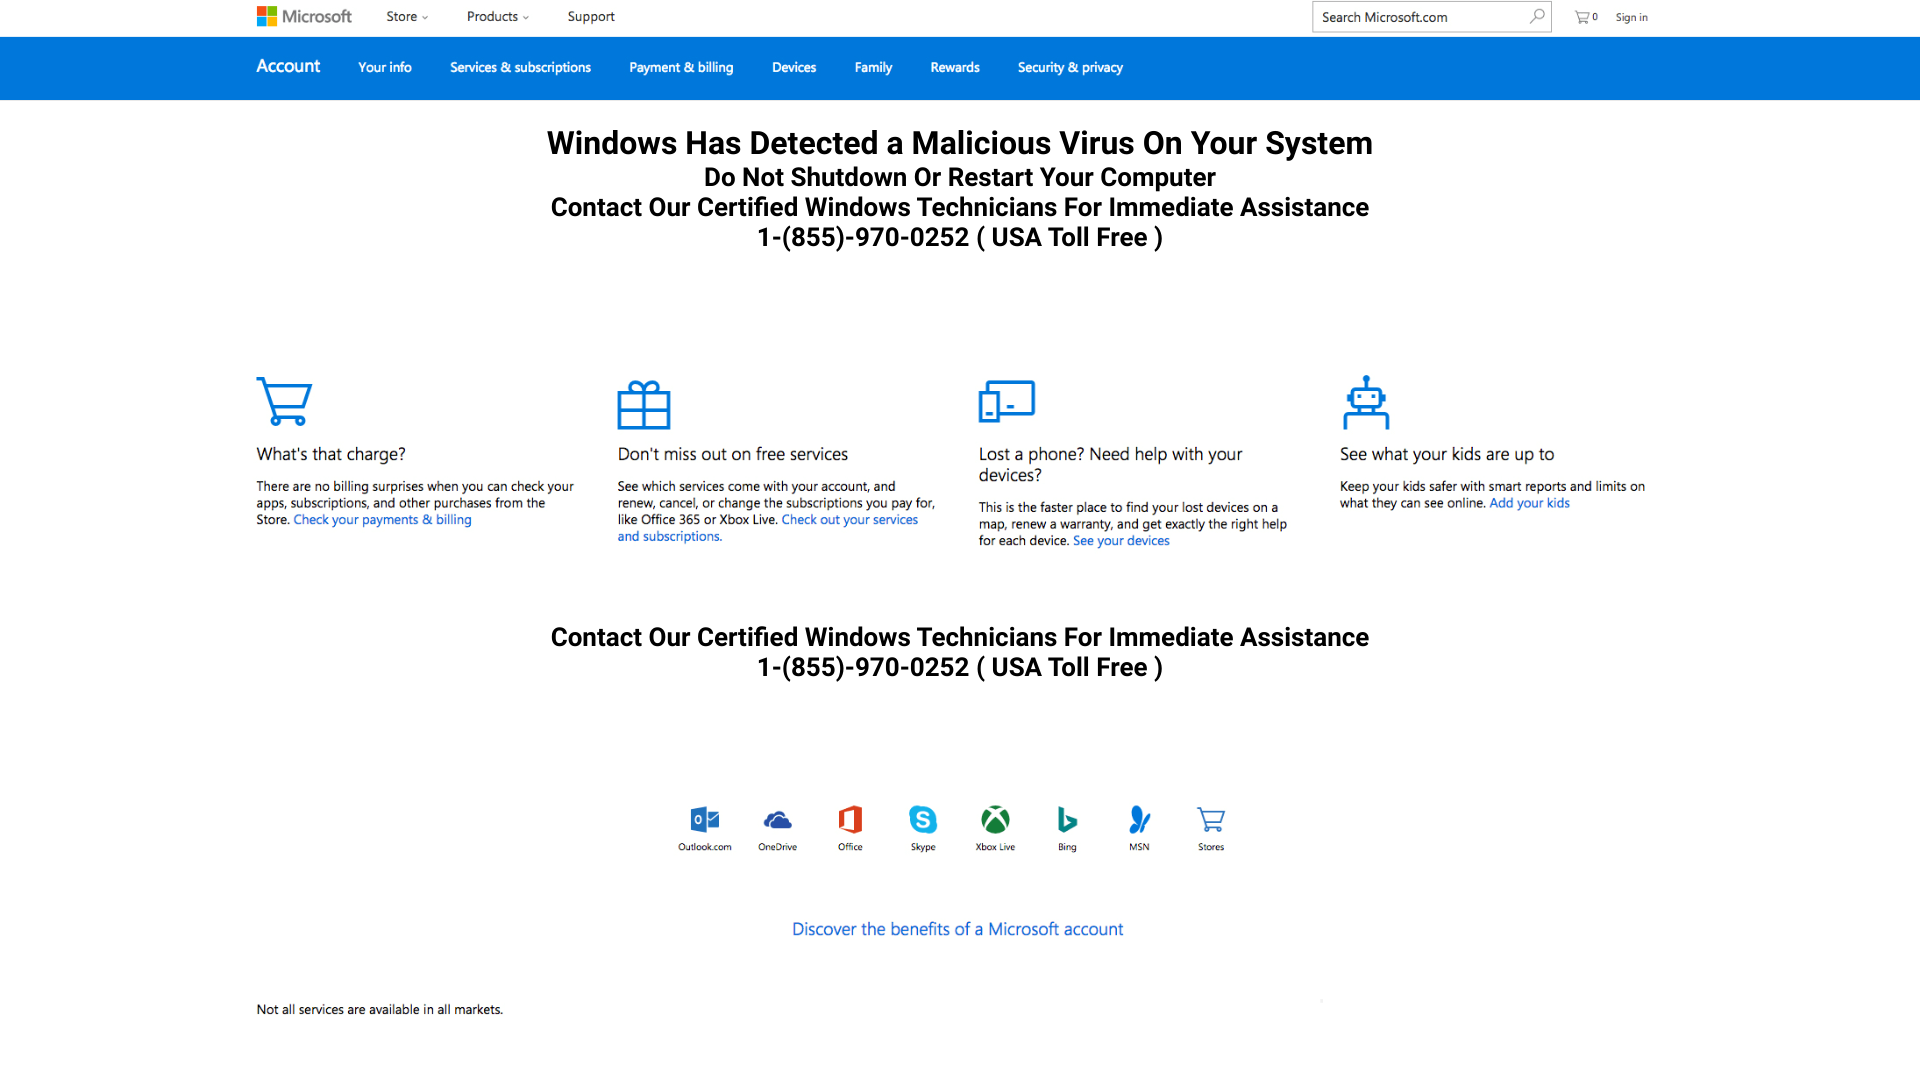 Microsoft Store Products Support Search Microsoft.com 0 Sign in
Account Your info Services & subscriptions Payment & billing Devices Family Rewards Security & privacy
Windows Has Detected a Malicious Virus On Your System
Do Not Shutdown Or Restart Your Computer
Contact Our Certified Windows Technicians For Immediate Assistance
1-(855)-970-0252 ( USA Toll Free )
What's that charge?
There are no billing surprises when you can check your
apps, subscriptions, and other purchases from the
Store. Check your payments & billing
Don't miss out on free services
See which services come with your account, and
renew, cancel, or change the subscriptions you pay for,
like Office 365 or Xbox Live. Check out your services
and subscriptions.
Lost a phone? Need help with your
devices?
This is the faster place to find your lost devices on a
map, renew a warranty, and get exactly the right help
for each device. See your devices
See what your kids are up to
Keep your kids safer with smart reports and limits on
what they can see online. Add your kids
Contact Our Certified Windows Technicians For Immediate Assistance
1-(855)-970-0252 ( USA Toll Free )
Outlook.com OneDrive Office Skype Xbox Live Bing MSN Stores
Discover the benefits of a Microsoft account
Not all services are available in all markets.